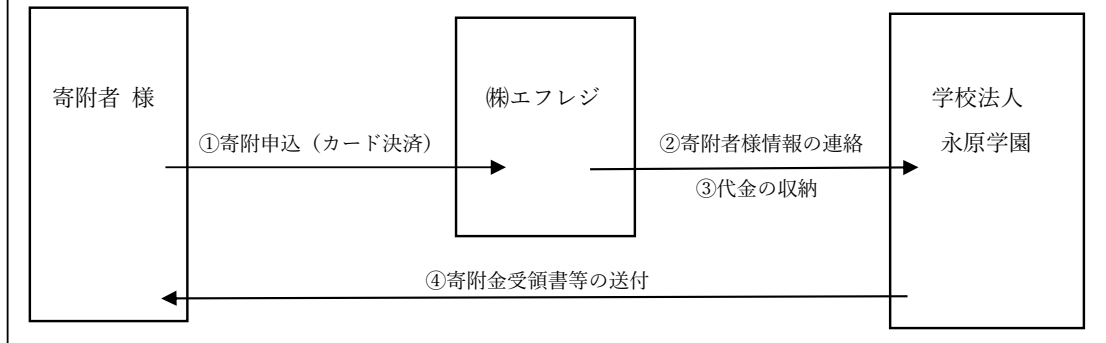 寄附者 様
㈱エフレジ
学校法人
永原学園
①寄附申込（カード決済）
②寄附者様情報の連絡
③代金の収納
④寄附金受領書等の送付